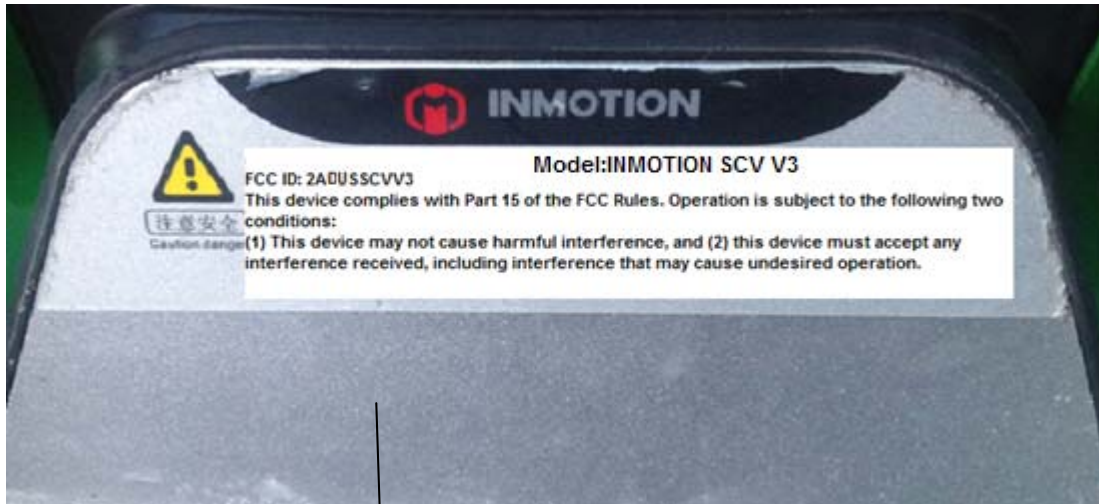 INMOTION
Model:INMOTION SCV V3
FCC ID: 2ADUSSCVV3
This device complies with Part 15 of the FCC Rules. Operation is subject to the following two
conditions:
注意安全
Caution danger
(1) This device may not cause harmful interference, and (2) this device must accept any
interference received, including interference that may cause undesired operation.